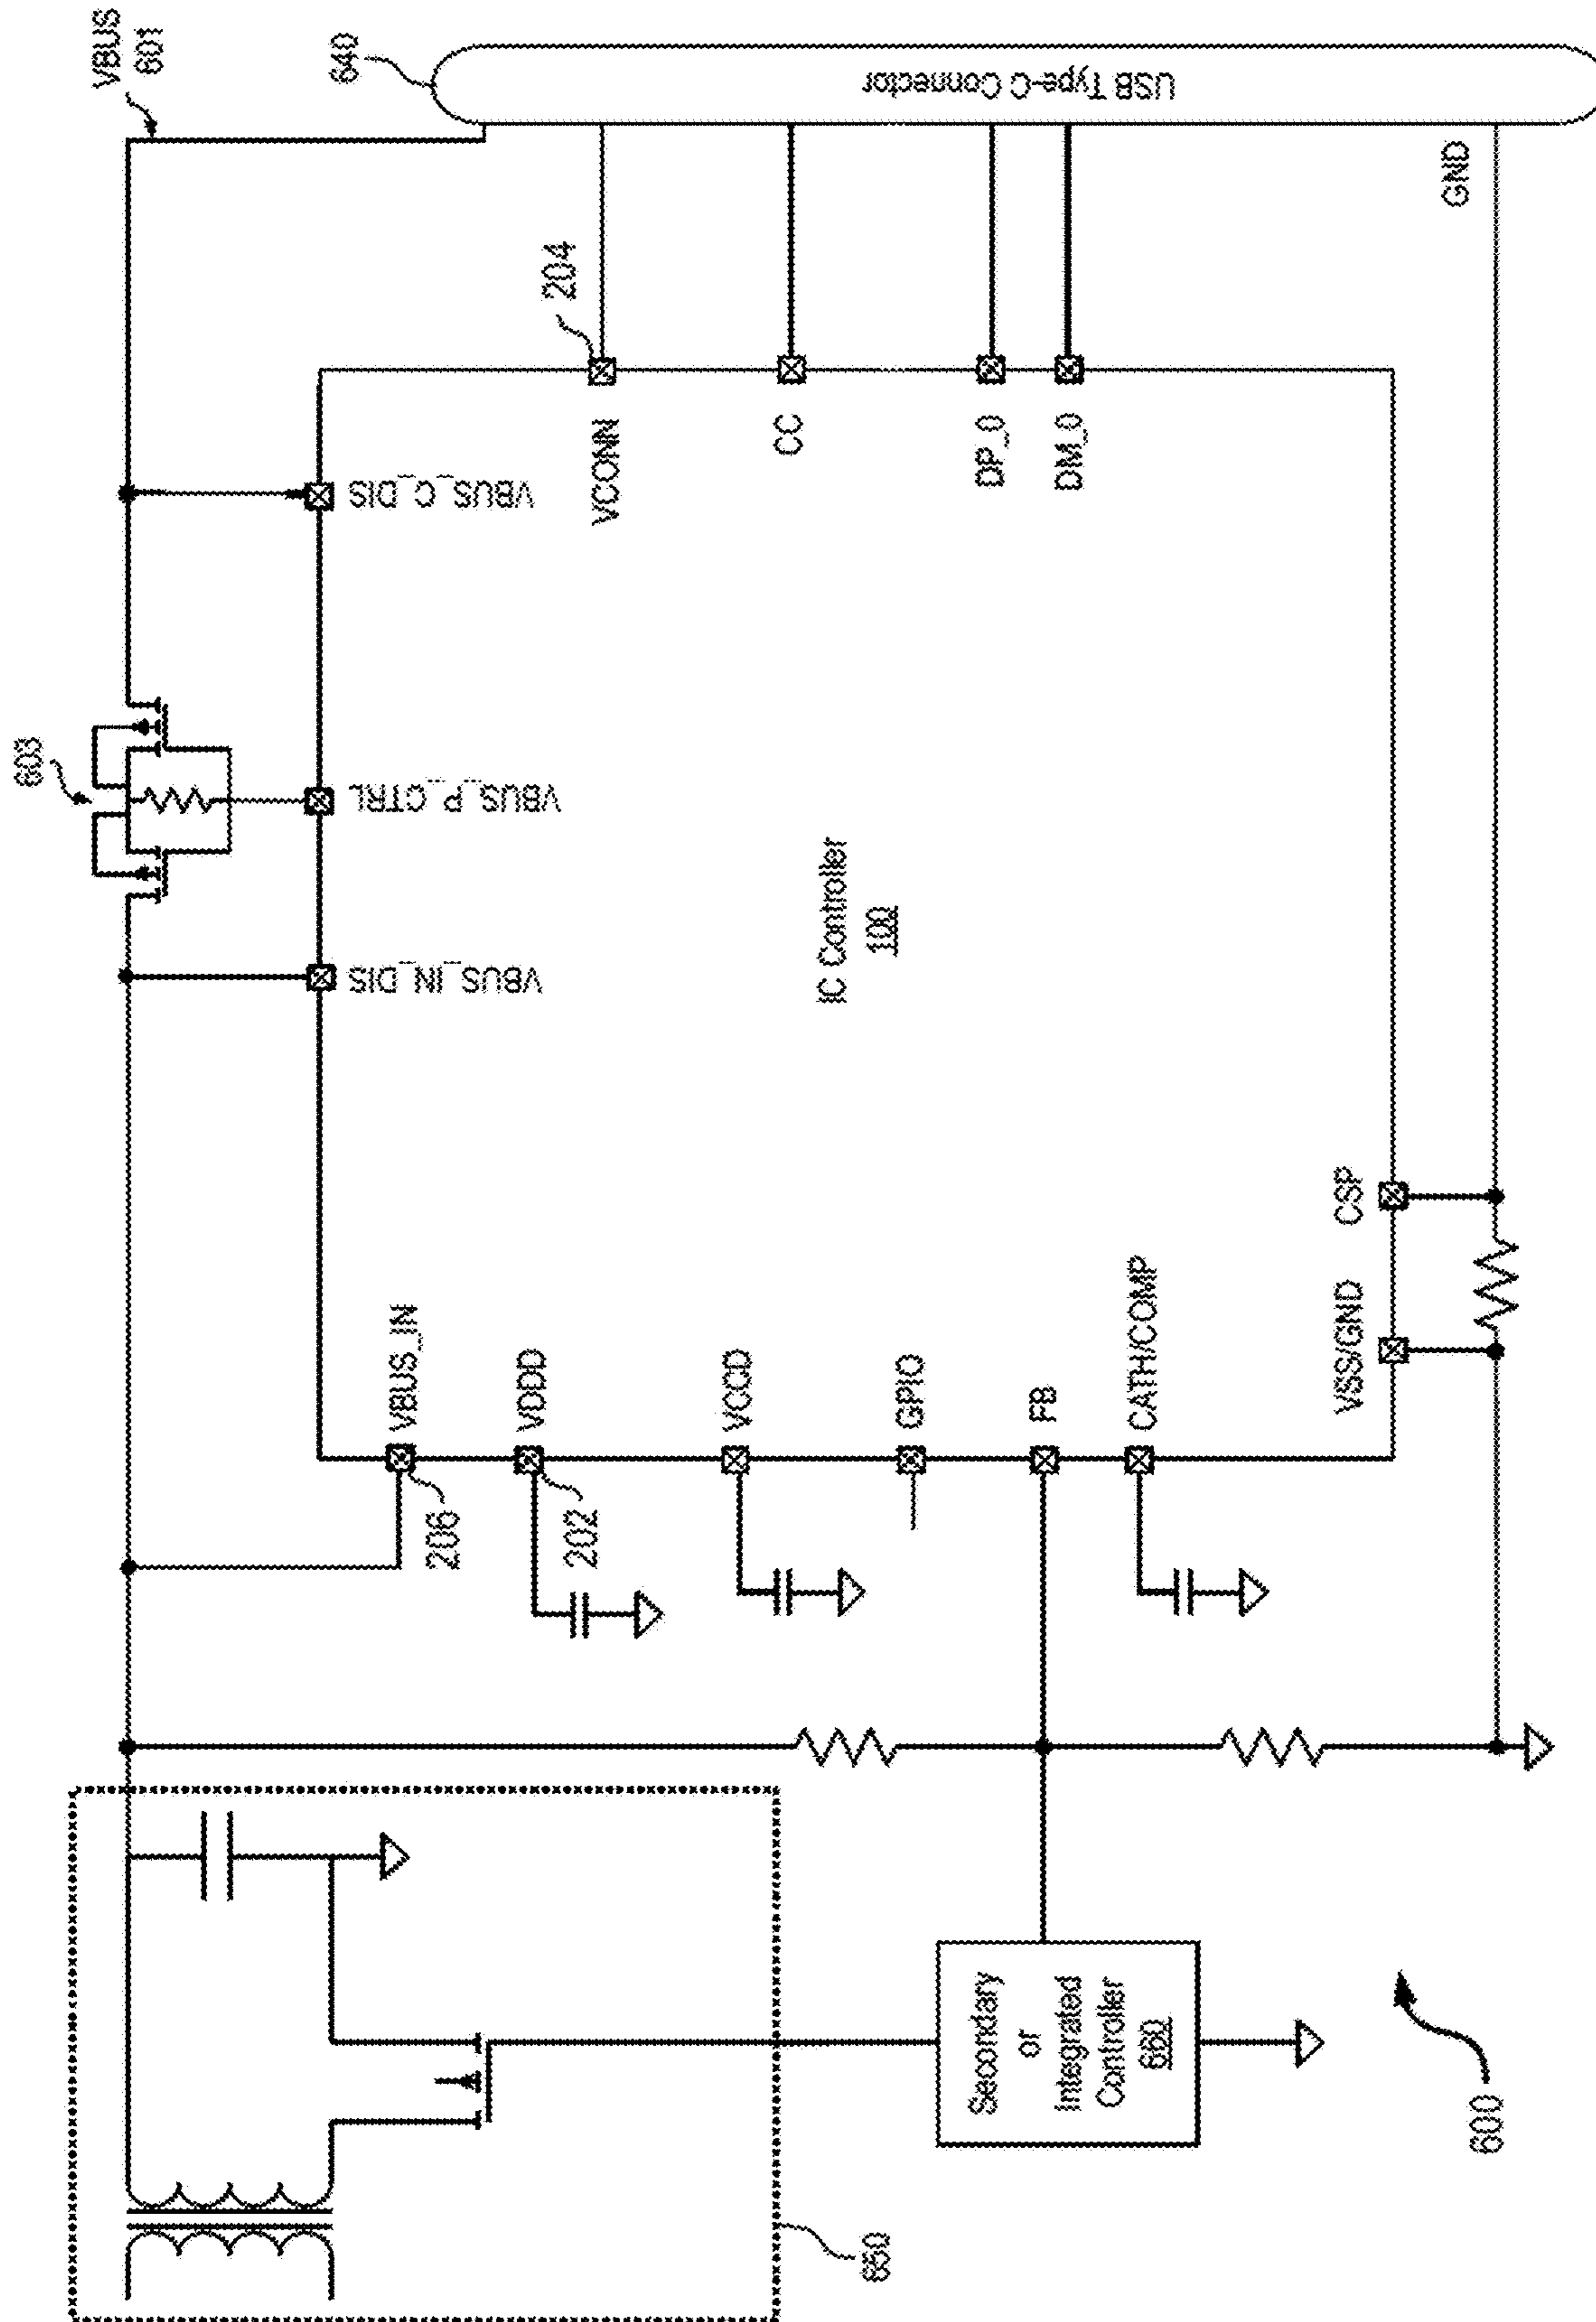 VBUS
601
603
640
USB Type-C Connector
VBUS_IN_DIS
VBUS_P_CTRL
VBUS_C_DIS
204
VCONN
CC
DP_0
DM_0
GND
IC Controller
100
VBUS_IN
206
VDDD
202
VCCD
GPIO
FB
CATH/COMP
VSS/GND
CSP
650
Secondary
or
Integrated
Controller
660
600